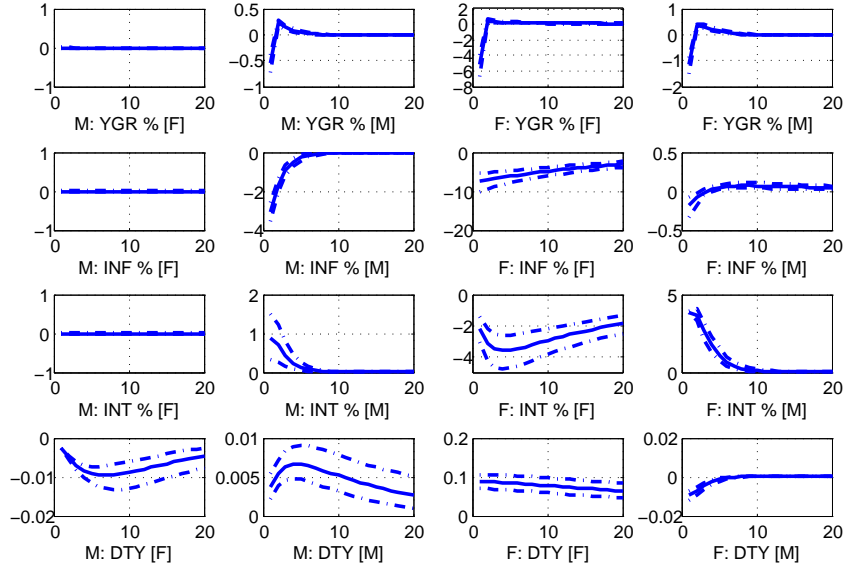 1 0.5 2 1
0 0 0 0
−0.5 −2 −1
−4
−6
−1 −1 −8 −2
0 10 20 0 10 20 0 10 20 0 10 20
M: YGR % [F] M: YGR % [M] F: YGR % [F] F: YGR % [M]
1 0 0 0.5
0 −2 −10 0
−1 −4 −20 −0.5
0 10 20 0 10 20 0 10 20 0 10 20
M: INF % [F] M: INF % [M] F: INF % [F] F: INF % [M]
1 2 0 5
0 1 −2
−4
−1 0 0
0 10 20 0 10 20 0 10 20 0 10 20
M: INT % [F] M: INT % [M] F: INT % [F] F: INT % [M]
0 0.01 0.2 0.02
−0.01 0.005 0.1 0
−0.02 0 0 −0.02
0 10 20 0 10 20 0 10 20 0 10 20
M: DTY [F] M: DTY [M] F: DTY [F] F: DTY [M]